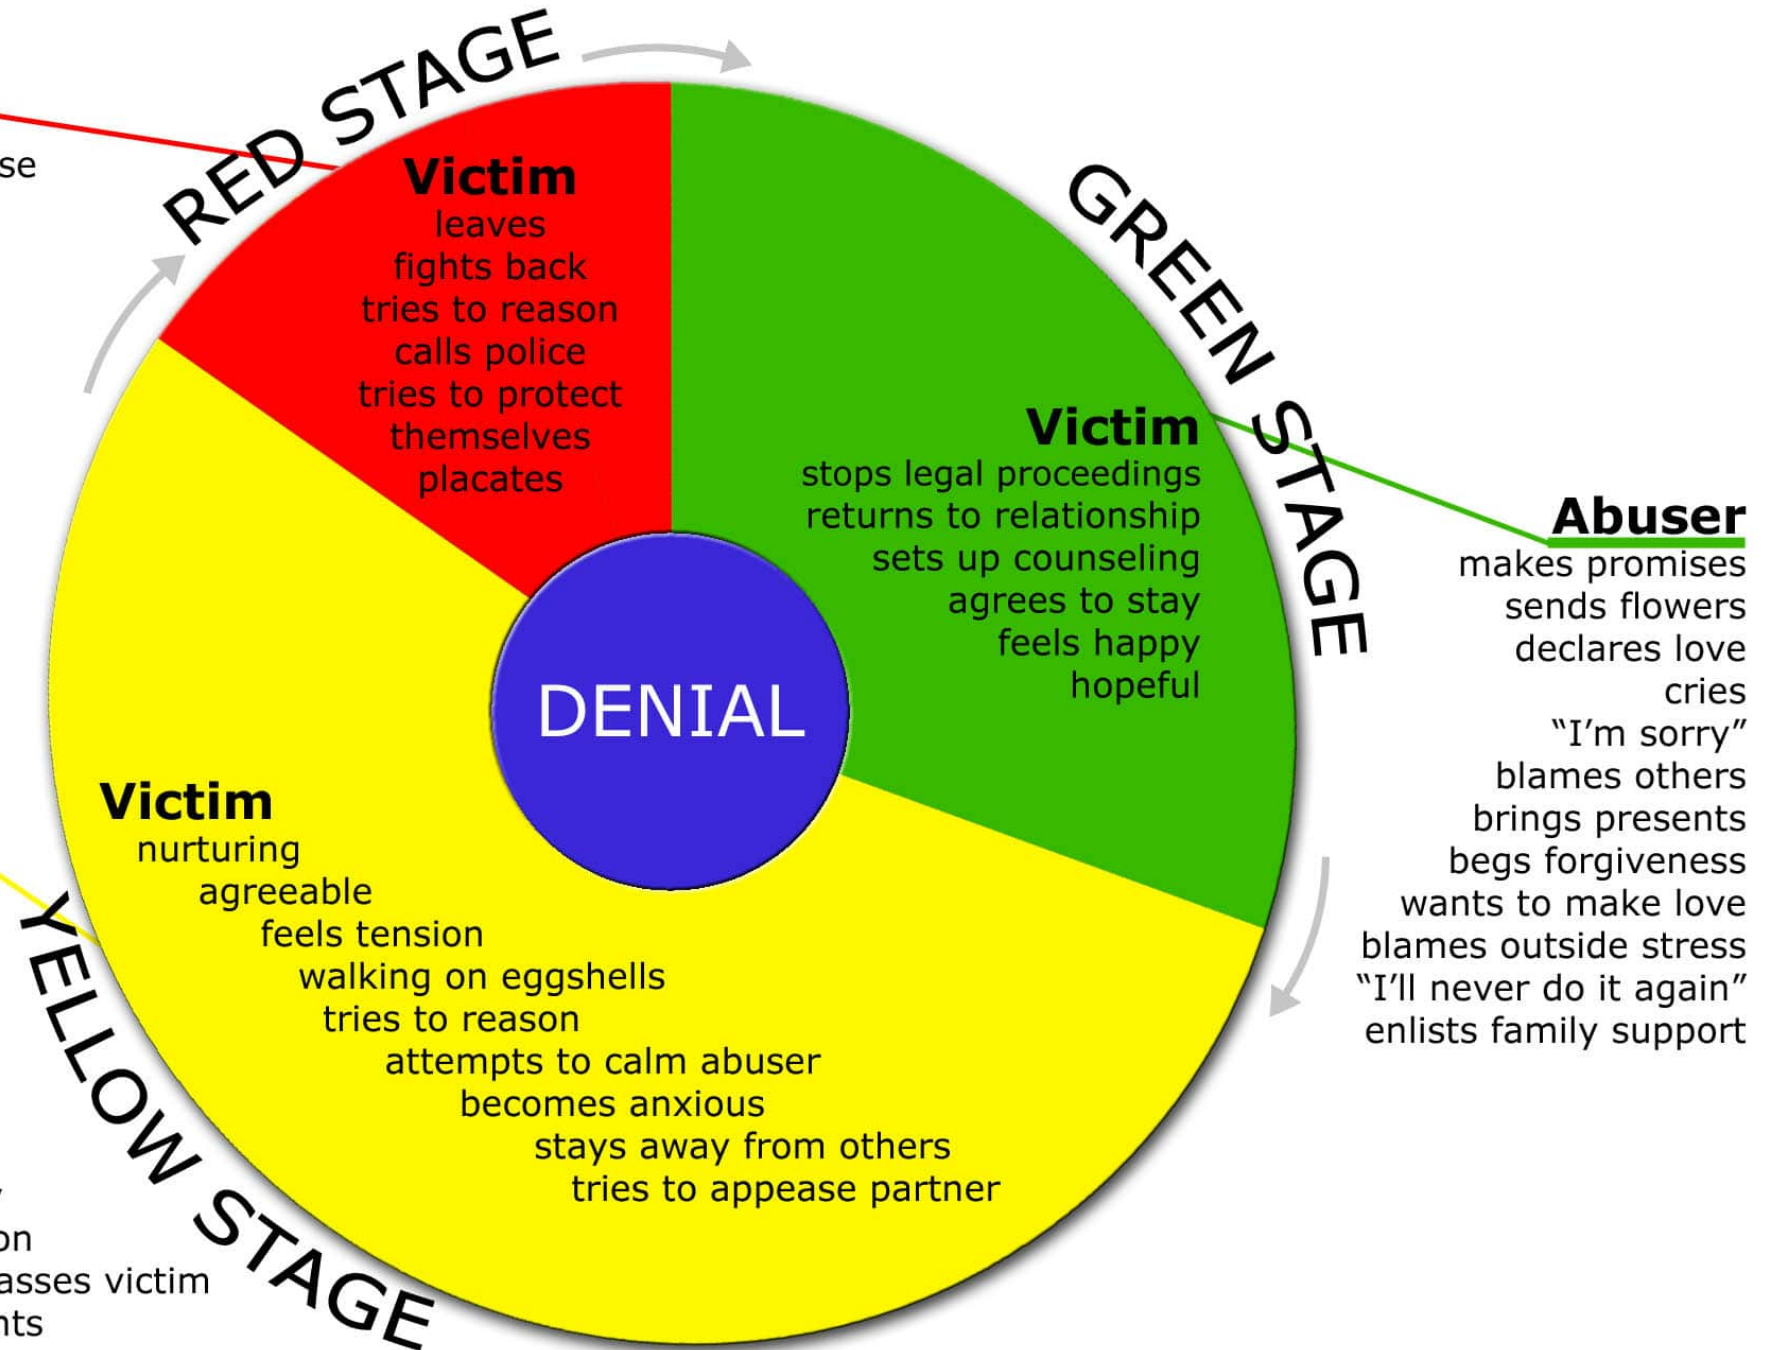 RED STAGE
Victim
leaves
fights back
tries to reason
calls police
tries to protect
themselves
placates
GREEN STAGE
Victim
stops legal proceedings
returns to relationship
sets up counseling
agrees to stay
feels happy
hopeful
Abuser
makes promises
sends flowers
declares love
cries
“I’m sorry”
blames others
brings presents
begs forgiveness
wants to make love
blames outside stress
“I’ll never do it again”
enlists family support
DENIAL
YELLOW STAGE
Victim
nurturing
agreeable
feels tension
walking on eggshells
tries to reason
attempts to calm abuser
becomes anxious
stays away from others
tries to appease partner
victim